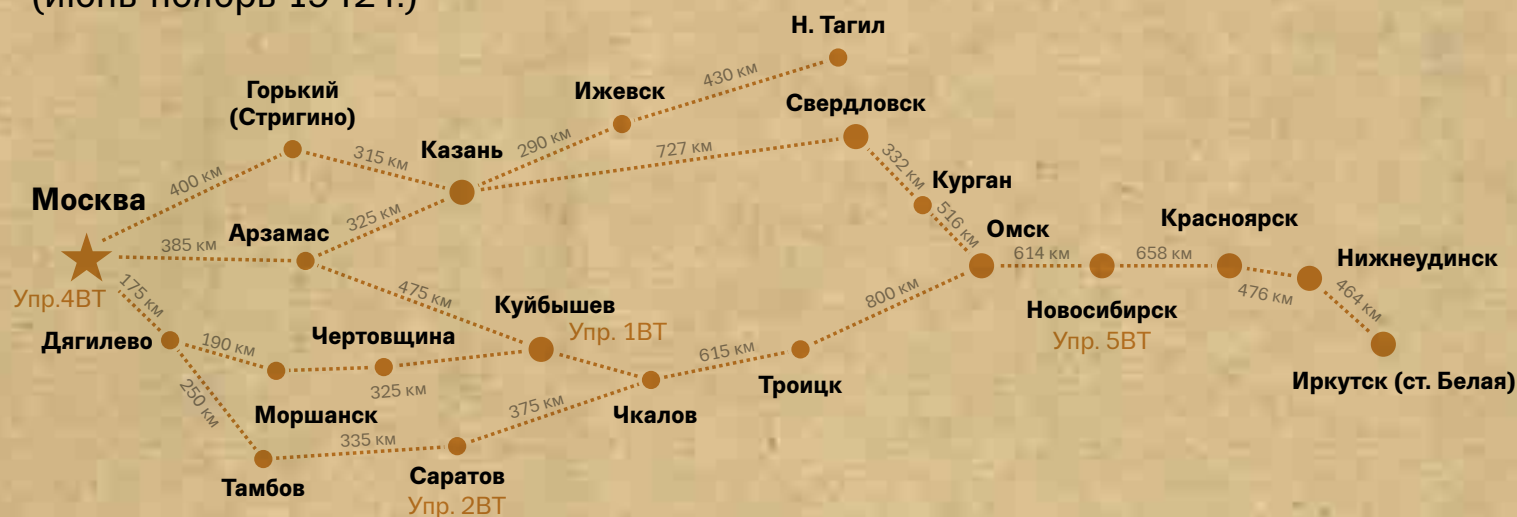 (июнь-ноябрь 1942г.)
Н. Тагил
430 км
Горький
(Стригино)
Ижевск
Свердловск
290 км
315 км
Казань
727 км
332 км
400 км
Курган
Москва
325 км
516 км
Арзамас
385 км
Омск
Красноярск
614 км
658 км
Нижнеудинск
Упр.4ВТ
175 км
475 км
Куйбышев
800 км
476 км
464 км
Новосибирск
Упр. 1ВТ
Упр. 5ВТ
Дягилево
190 км
Чертовщина
615 км
325 км
Троицк
Иркутск (ст. Белая)
250 км
Моршанск
375 км
Чкалов
335 км
Тамбов
Саратов
Упр. 2ВТ